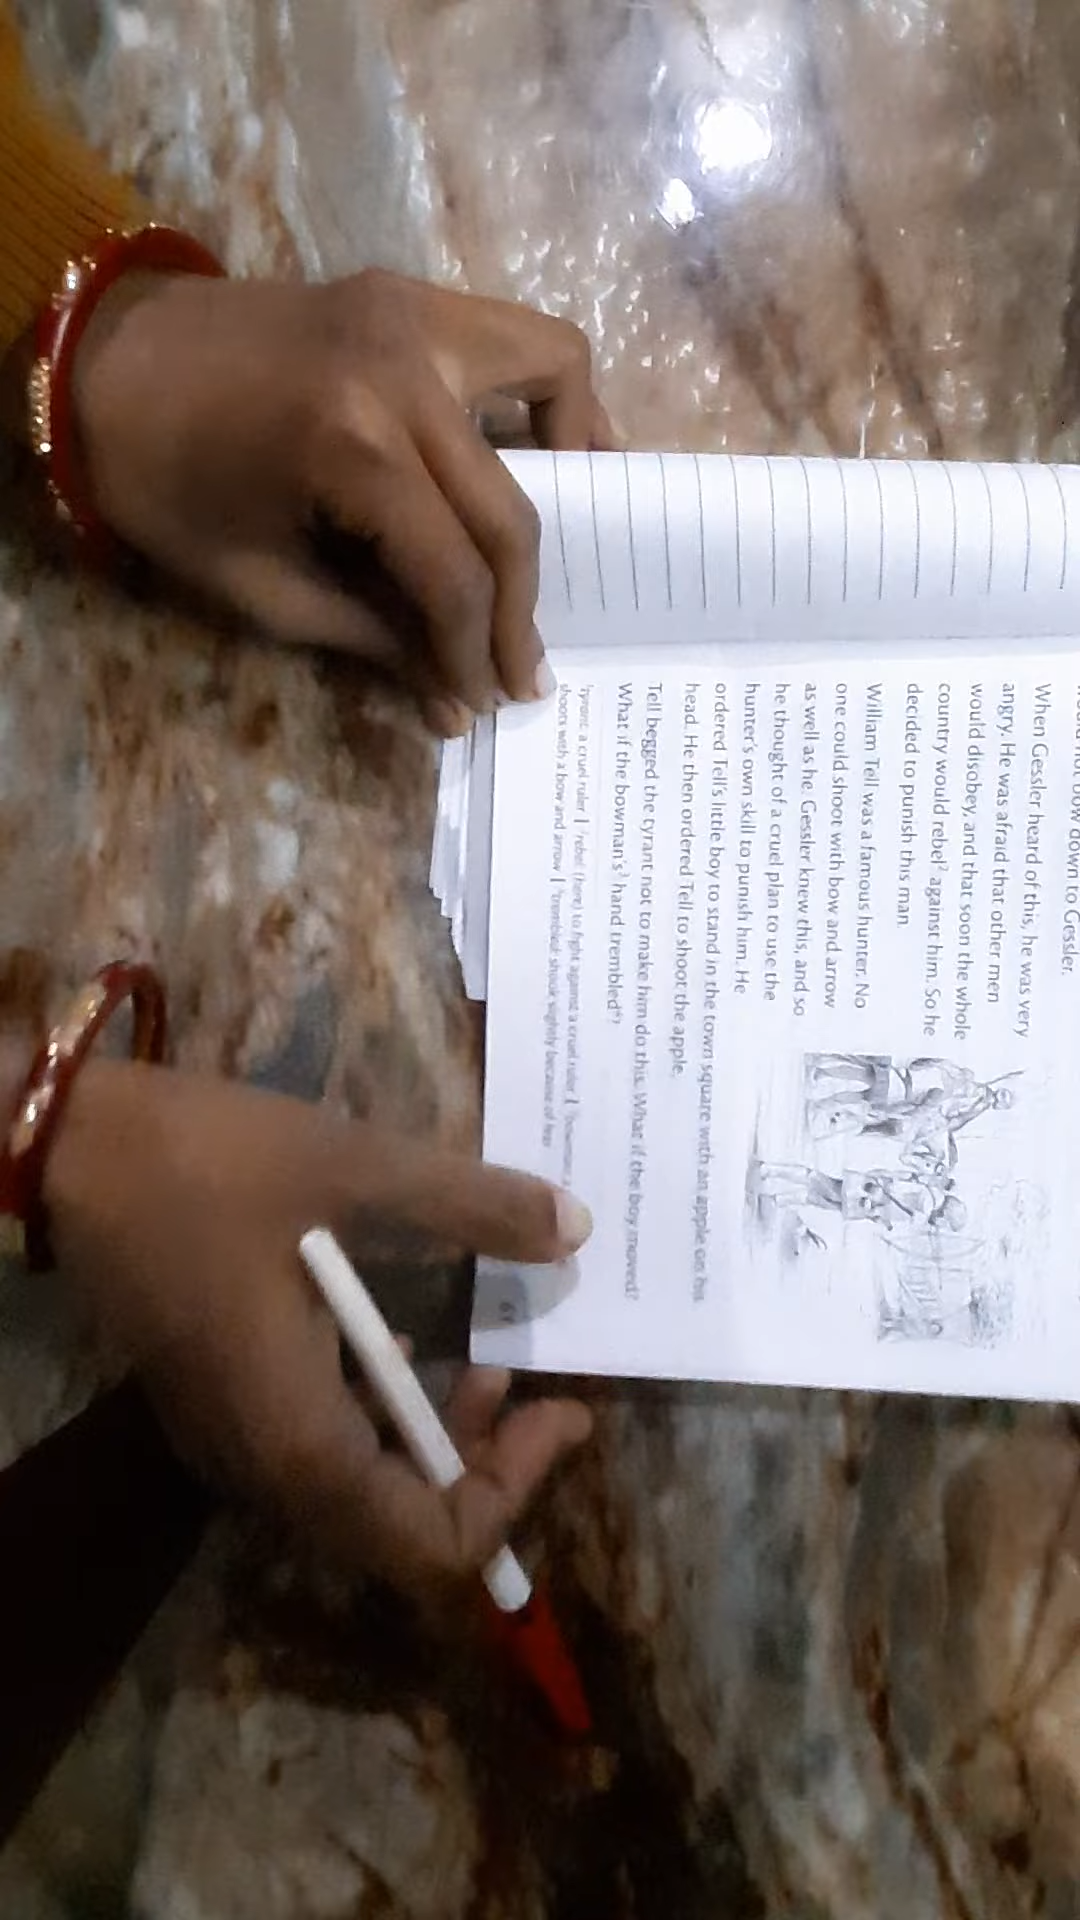 not bow down to Gessler.
When Gessler heard of this, he was very
angry. He was afraid that other men
would disobey, and that soon the whole
country would rebel² against him. So he
decided to punish this man.
William Tell was a famous hunter. No
one could shoot with bow and arrow
as well as he. Gessler knew this, and so
he thought of a cruel plan to use the
hunter's own skill to punish him. He
ordered Tell's little boy to stand in the town square with an apple on his
head. He then ordered Tell to shoot the apple.
Tell begged the tyrant not to make him do this. What if the boy moved?
What if the bowman's³ hand trembled⁴?
¹tyrant: a cruel ruler | ²rebel: (here) to fight against a cruel ruler |
shoots with a bow and arrow | ⁴trembled: shook slightly because of fear
61